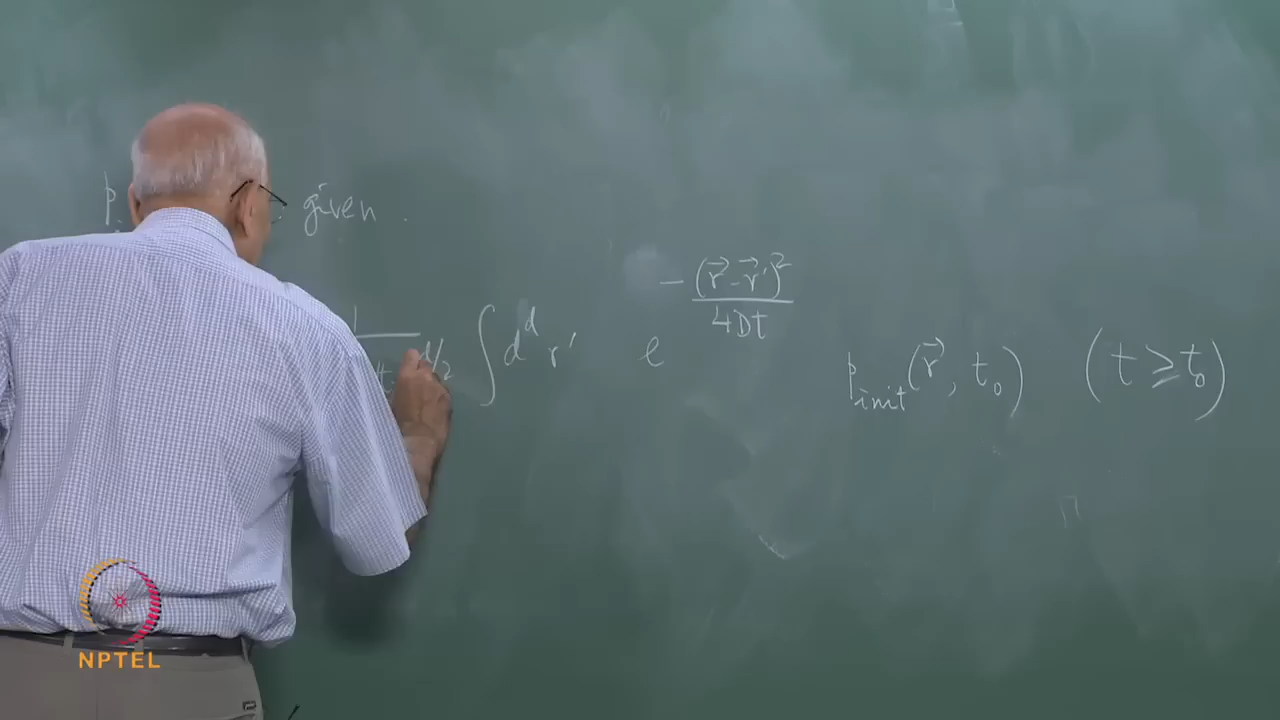 p given .
1/( t)^{d/2} ∫ d^d r' e^{-(r⃗ - r⃗')²/4Dt} p_init(r⃗, t₀) (t ≥ t₀)
NPTEL